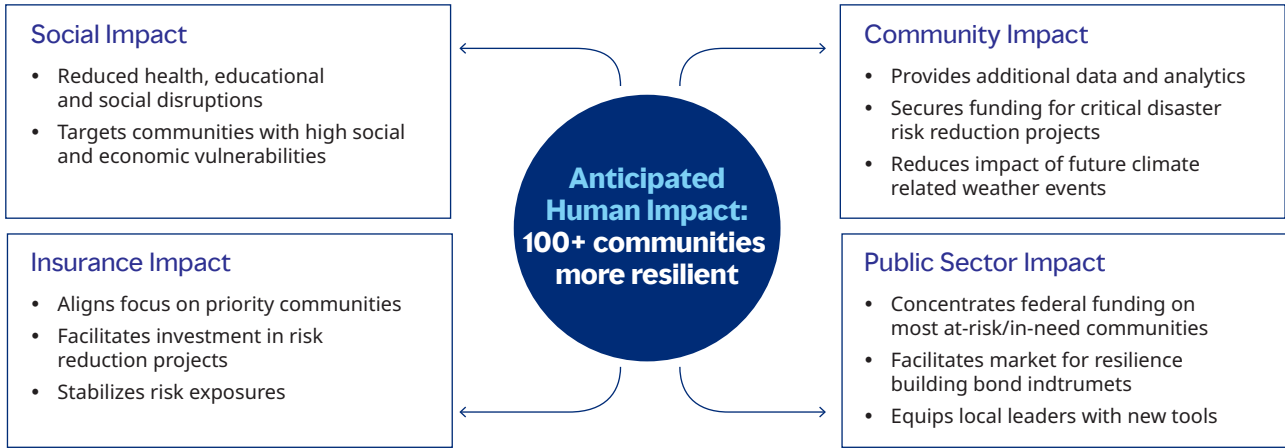 Social Impact
• Reduced health, educational
and social disruptions
• Targets communities with high social
and economic vulnerabilities
Community Impact
• Provides additional data and analytics
• Secures funding for critical disaster
risk reduction projects
• Reduces impact of future climate
related weather events
Anticipated
Human Impact:
100+ communities
more resilient
Insurance Impact
• Aligns focus on priority communities
• Facilitates investment in risk
reduction projects
• Stabilizes risk exposures
Public Sector Impact
• Concentrates federal funding on
most at-risk/in-need communities
• Facilitates market for resilience
building bond indtrumets
• Equips local leaders with new tools